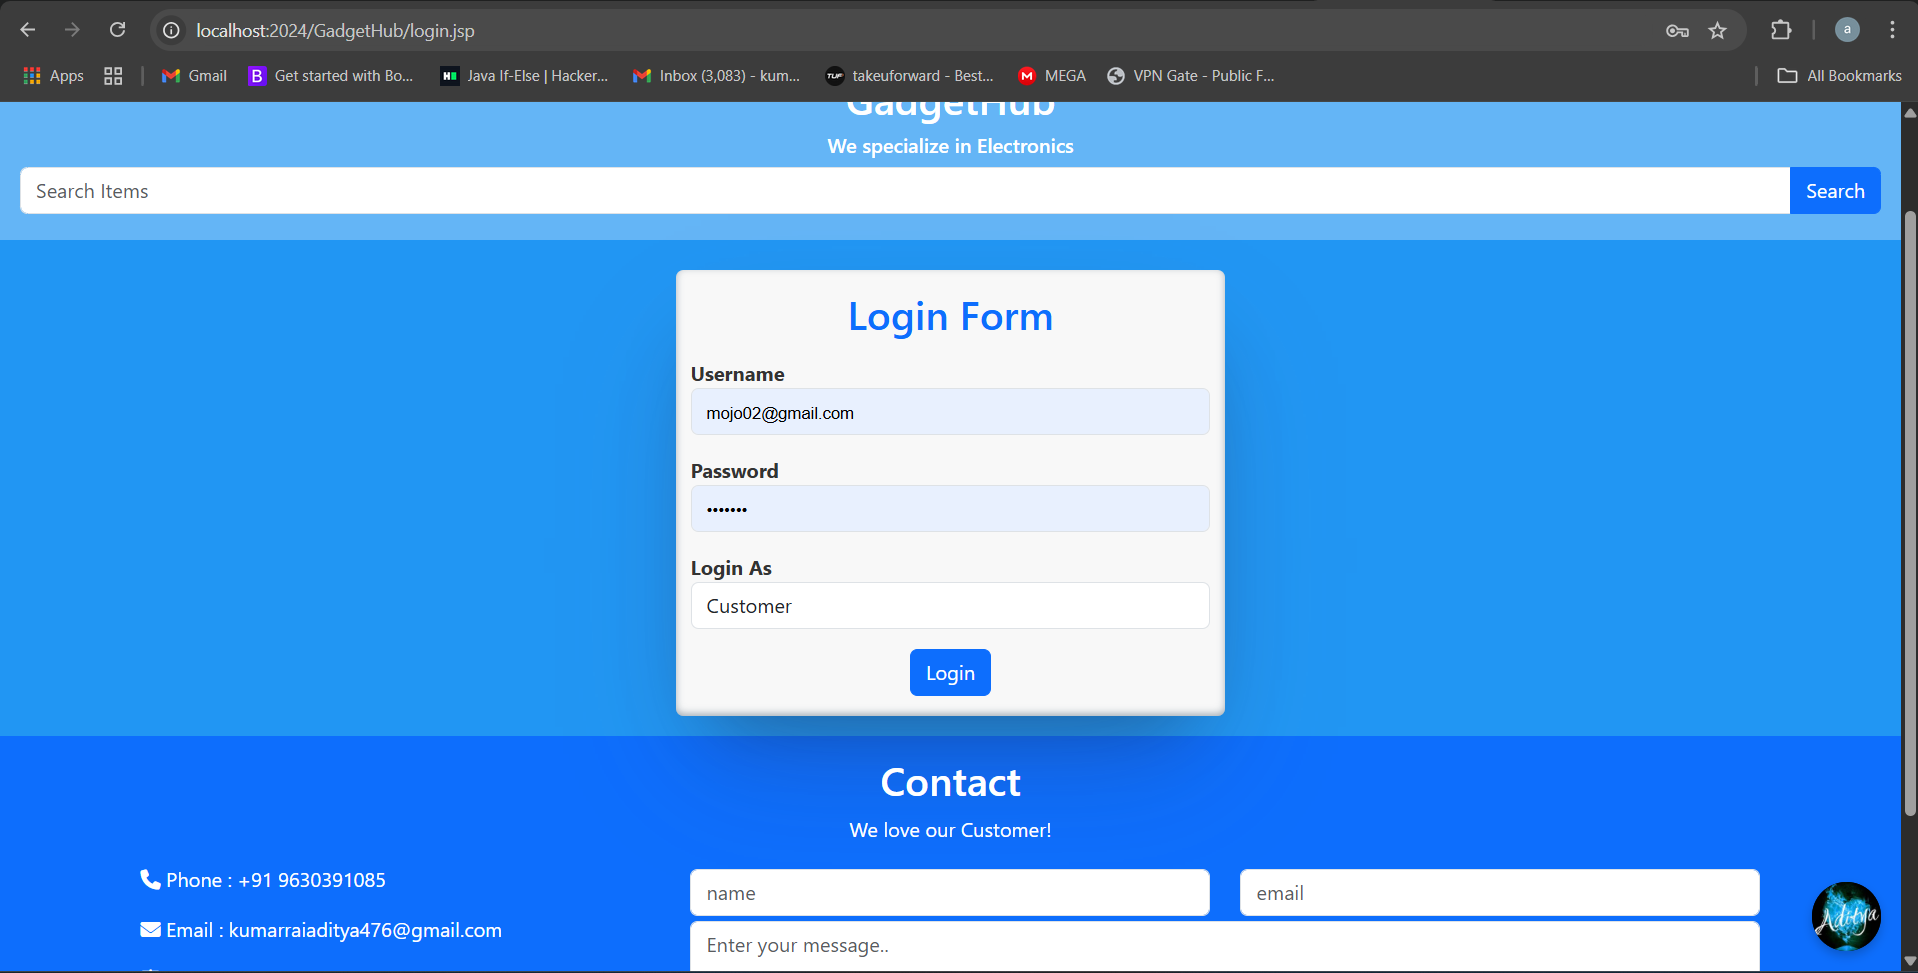 localhost:2024/GadgetHub/login.jsp
a
Apps
Gmail
B Get started with Bo...
Java If-Else | Hacker...
Inbox (3,083) - kum...
TUF takeuforward - Best...
M MEGA
VPN Gate - Public F...
All Bookmarks
GadgetHub
We specialize in Electronics
Search Items
Search
Login Form
Username
mojo02@gmail.com
Password
•••••••
Login As
Customer
Login
Contact
We love our Customer!
Phone : +91 9630391085
name
email
Email : kumarraiaditya476@gmail.com
Enter your message..
Aditya